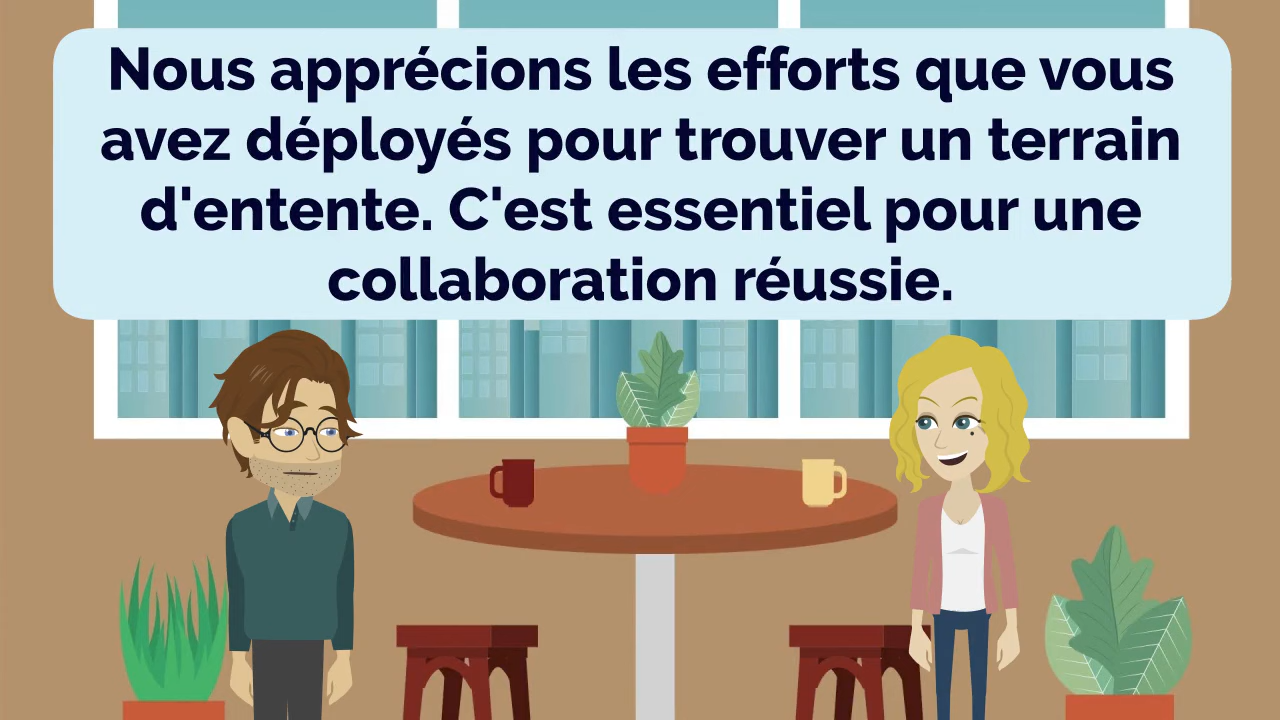 Nous apprécions les efforts que vous
avez déployés pour trouver un terrain
d'entente. C'est essentiel pour une
collaboration réussie.